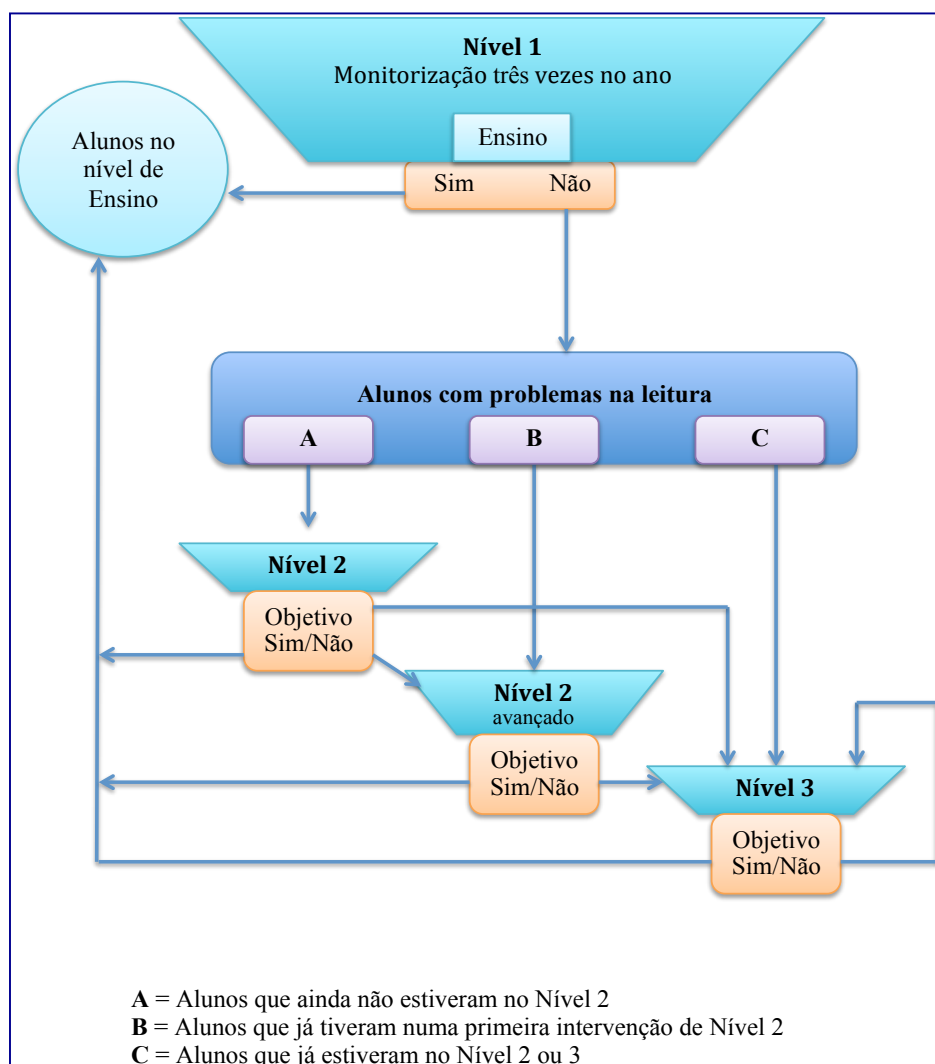 Nível 1
Monitorização três vezes no ano
Ensino
Sim Não
Alunos no
nível de
Ensino
Alunos com problemas na leitura
A B C
Nível 2
Objetivo
Sim/Não
Nível 2
avançado
Objetivo
Sim/Não
Nível 3
Objetivo
Sim/Não
A = Alunos que ainda não estiveram no Nível 2
B = Alunos que já tiveram numa primeira intervenção de Nível 2
C = Alunos que já estiveram no Nível 2 ou 3